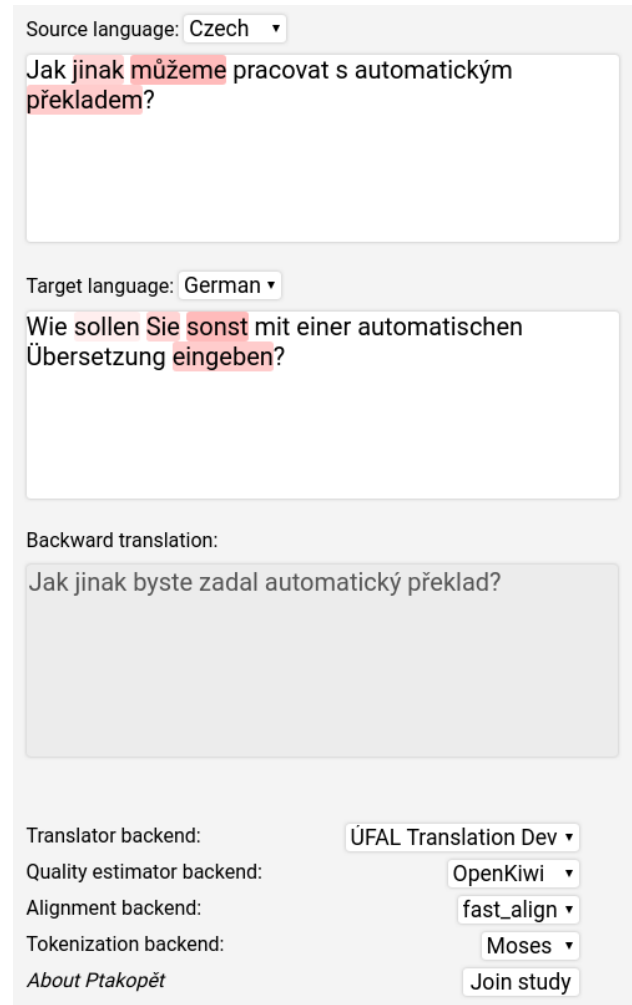 Source language: Czech
Jak jinak můžeme pracovat s automatickým
překladem?
Target language: German
Wie sollen Sie sonst mit einer automatischen
Übersetzung eingeben?
Backward translation:
Jak jinak byste zadal automatický překlad?
Translator backend: ÚFAL Translation Dev
Quality estimator backend: OpenKiwi
Alignment backend: fast_align
Tokenization backend: Moses
About Ptakopět Join study